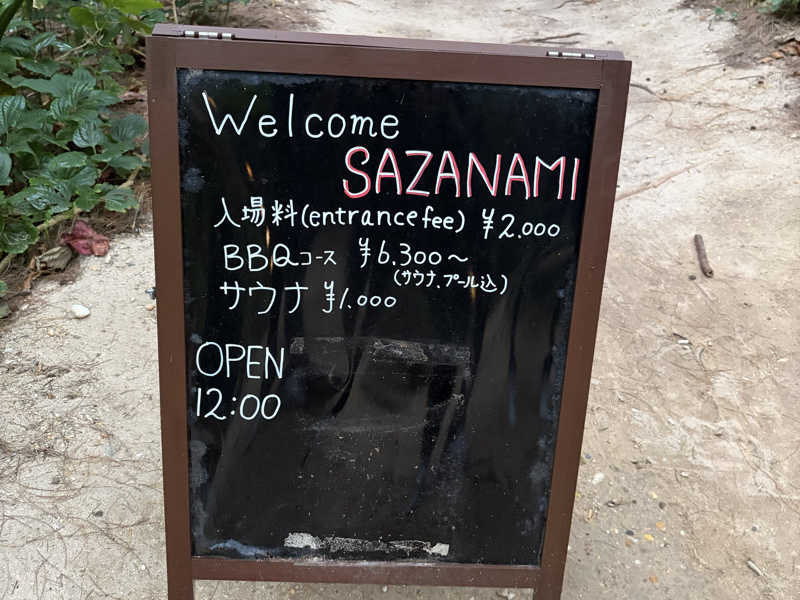 Welcome
SAZANAMI
入場料(entrance fee) ¥2.000
BBQコース ¥6.300〜
(サウナ、プール込)
サウナ ¥1.000
OPEN
12:00